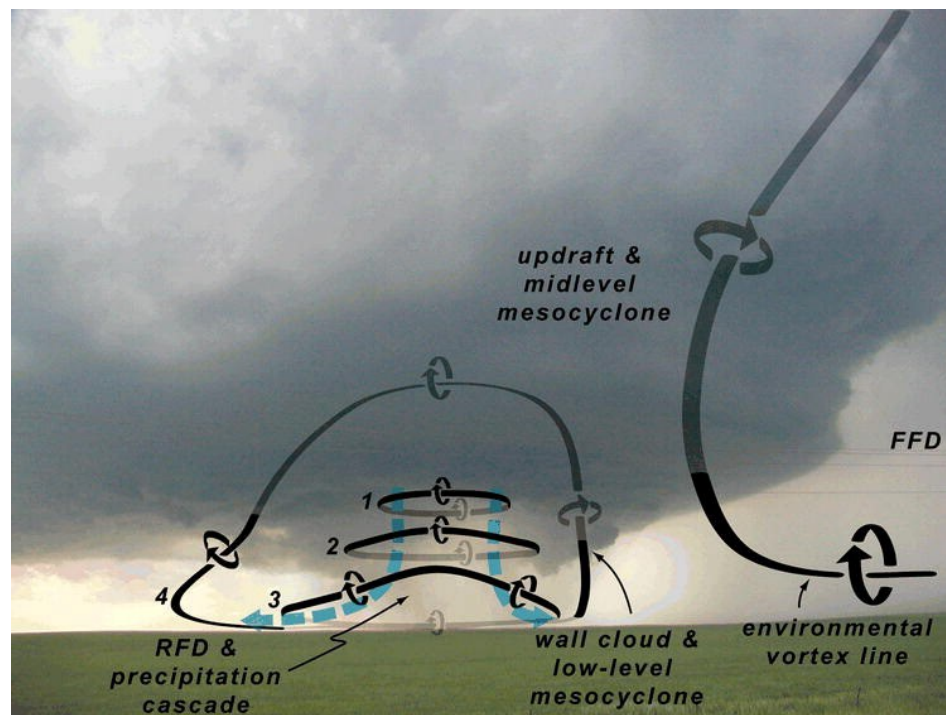 updraft &
midlevel
mesocyclone
FFD
1
2
3
4
RFD &
precipitation
cascade
wall cloud &
low-level
mesocyclone
environmental
vortex line